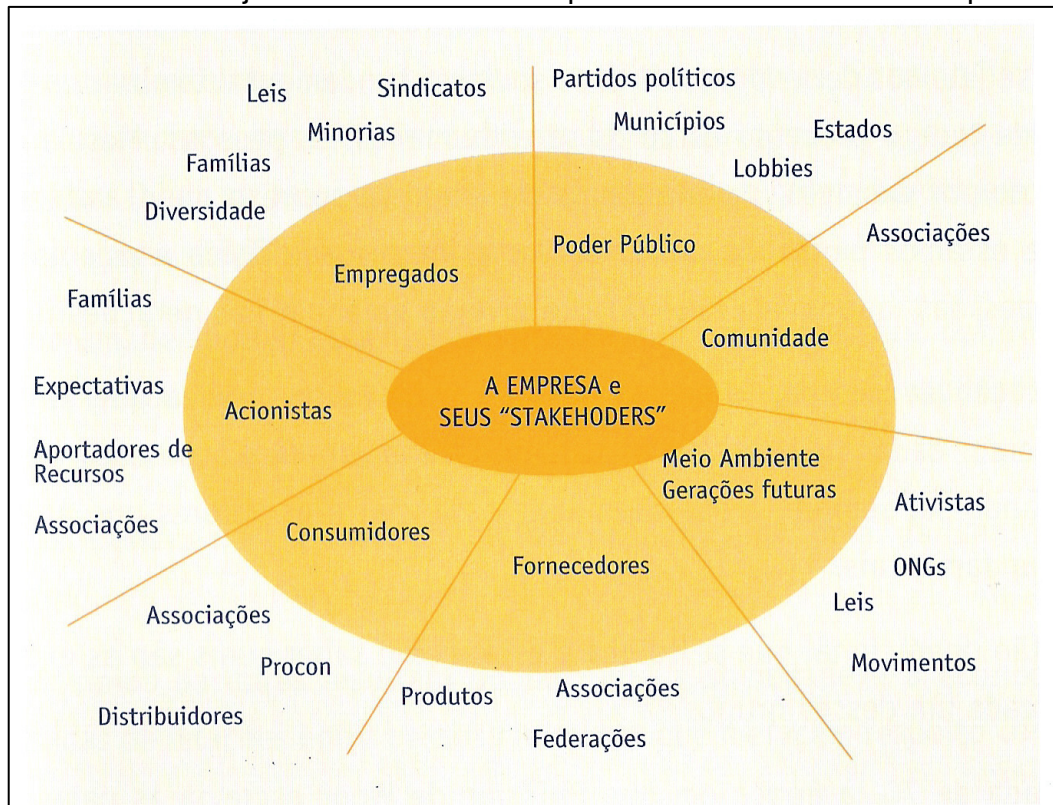 Leis
Sindicatos
Minorias
Famílias
Diversidade
Empregados
Partidos políticos
Municípios
Estados
Lobbies
Poder Público
Associações
Comunidade
A EMPRESA e
SEUS “STAKEHODERS”
Famílias
Expectativas
Acionistas
Aportadores de
Recursos
Associações
Meio Ambiente
Gerações futuras
Ativistas
ONGs
Leis
Movimentos
Consumidores
Associações
Procon
Distribuidores
Fornecedores
Produtos
Associações
Federações